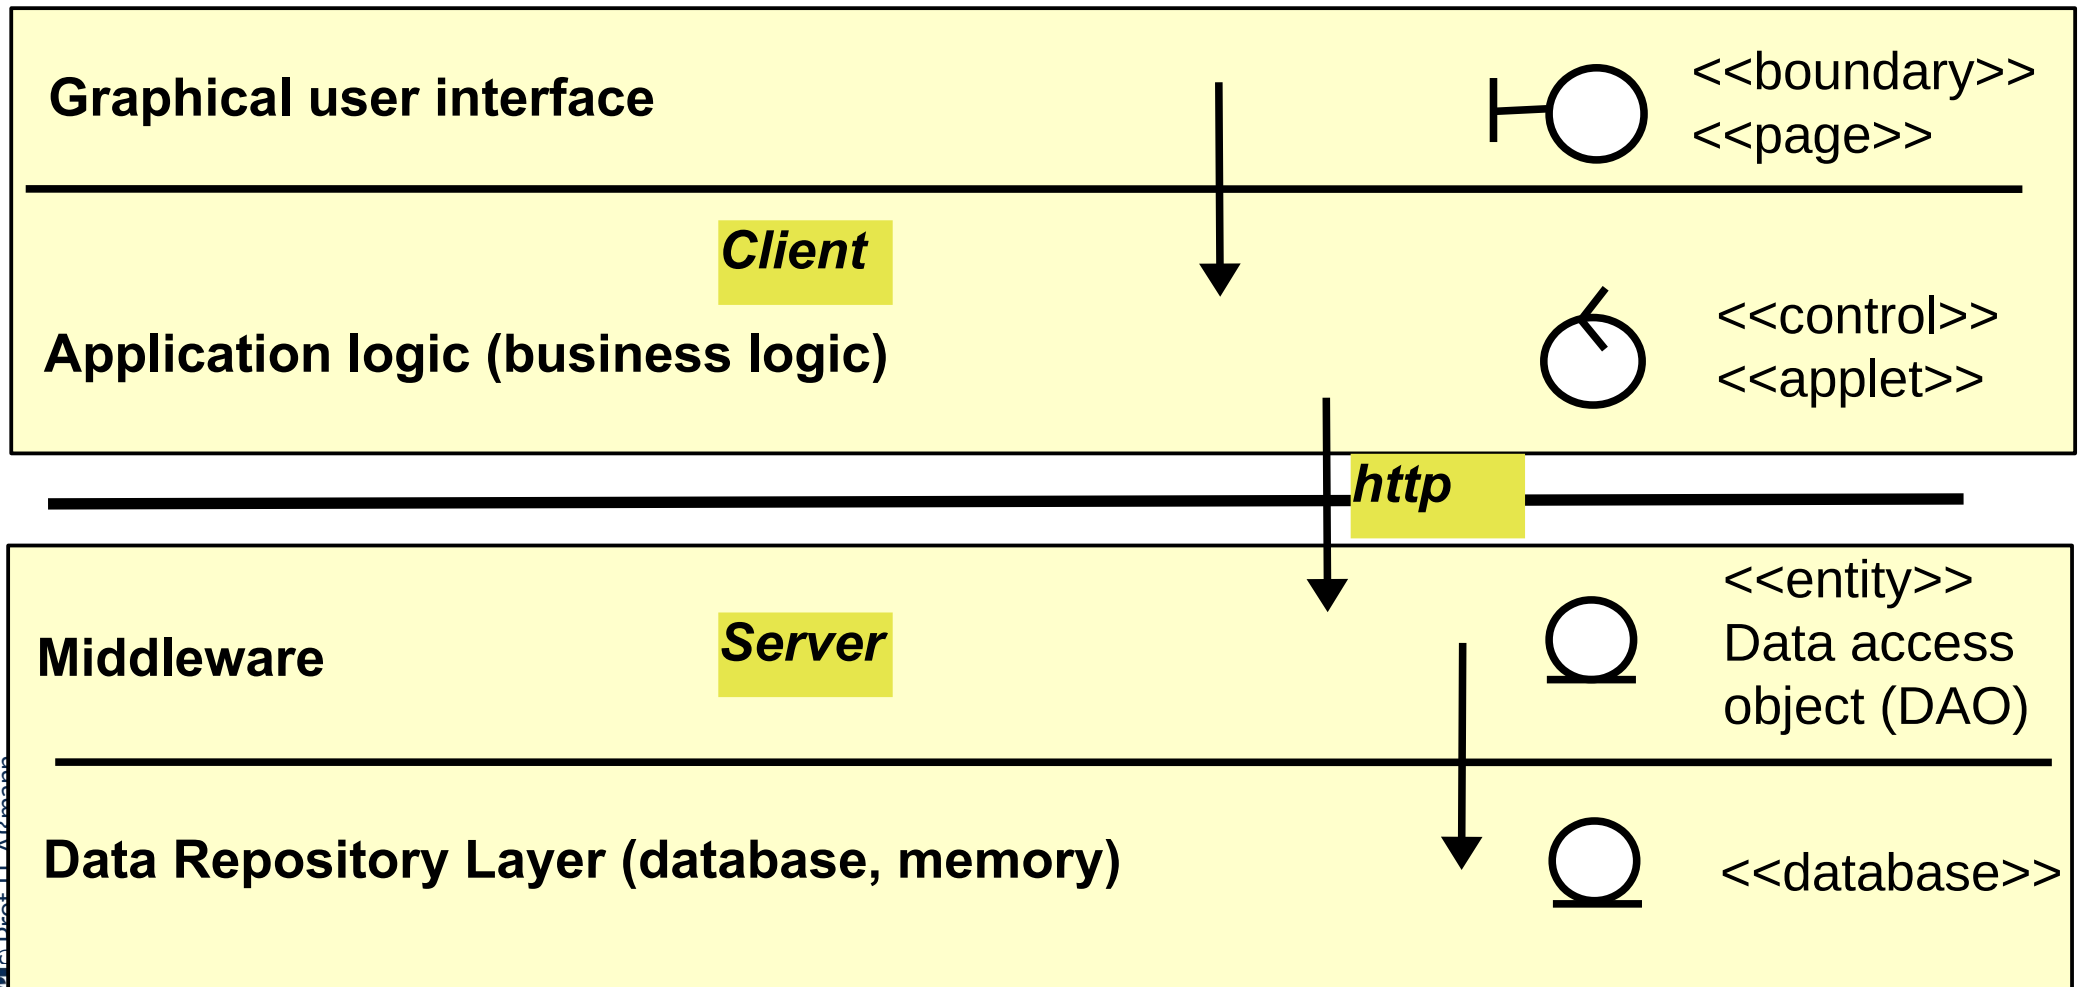 Graphical user interface
<<boundary>>
<<page>>
Client
Application logic (business logic)
<<control>>
<<applet>>
http
<<entity>>
Middleware
Server
Data access
object (DAO)
Data Repository Layer (database, memory)
<<database>>